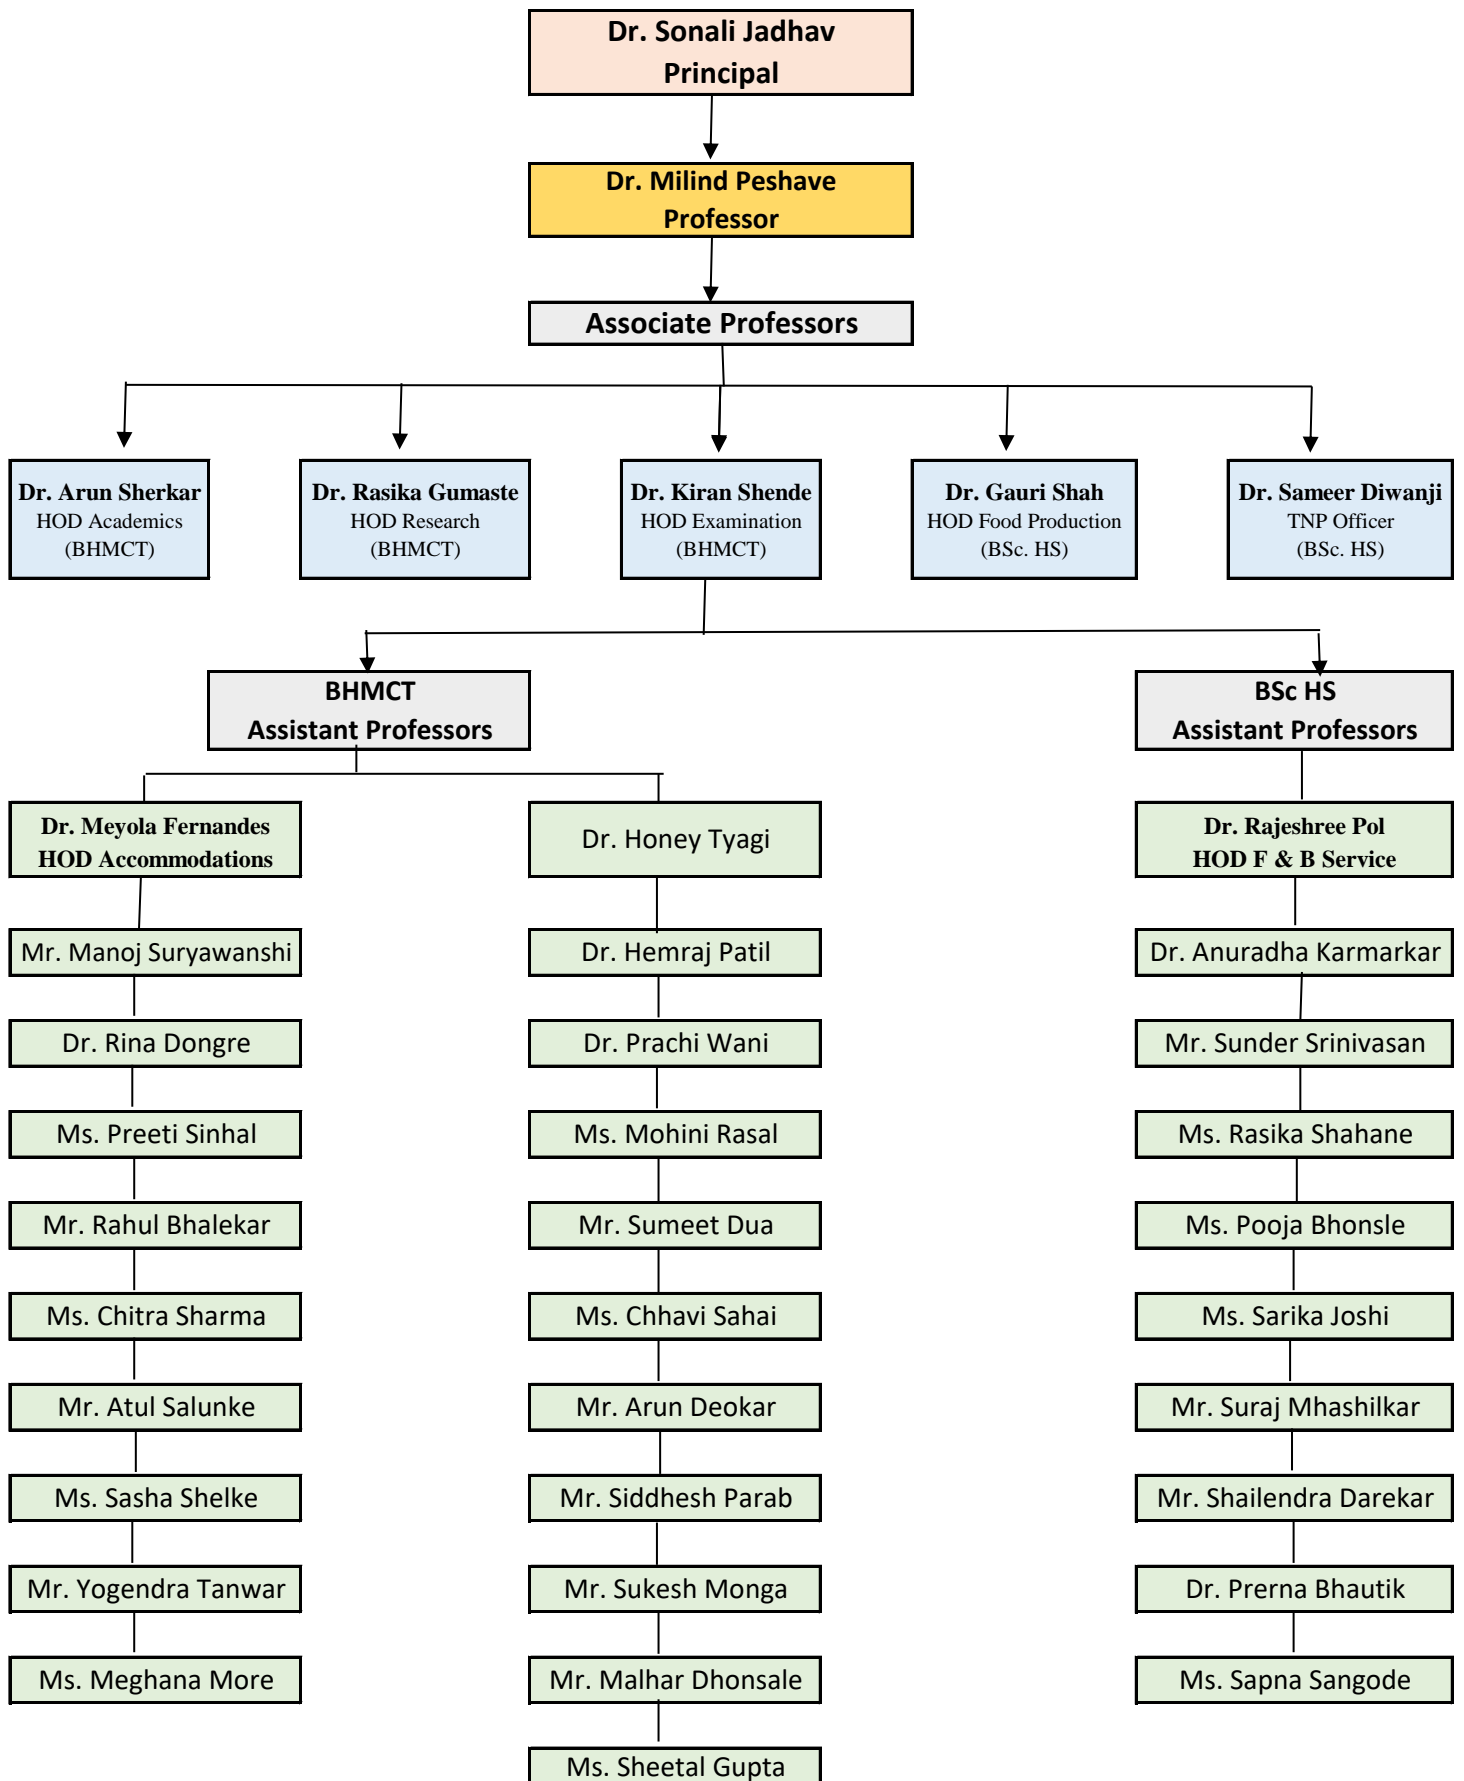 Dr. Sonali Jadhav
Principal
Dr. Milind Peshave
Professor
Associate Professors
Dr. Arun Sherkar
HOD Academics
(BHMCT)
Dr. Rasika Gumaste
HOD Research
(BHMCT)
Dr. Kiran Shende
HOD Examination
(BHMCT)
Dr. Gauri Shah
HOD Food Production
(BSc. HS)
Dr. Sameer Diwanji
TNP Officer
(BSc. HS)
BHMCT
Assistant Professors
BSc HS
Assistant Professors
Dr. Meyola Fernandes
HOD Accommodations
Mr. Manoj Suryawanshi
Dr. Rina Dongre
Ms. Preeti Sinhal
Mr. Rahul Bhalekar
Ms. Chitra Sharma
Mr. Atul Salunke
Ms. Sasha Shelke
Mr. Yogendra Tanwar
Ms. Meghana More
Dr. Honey Tyagi
Dr. Hemraj Patil
Dr. Prachi Wani
Ms. Mohini Rasal
Mr. Sumeet Dua
Ms. Chhavi Sahai
Mr. Arun Deokar
Mr. Siddhesh Parab
Mr. Sukesh Monga
Mr. Malhar Dhonsale
Ms. Sheetal Gupta
Dr. Rajeshree Pol
HOD F & B Service
Dr. Anuradha Karmarkar
Mr. Sunder Srinivasan
Ms. Rasika Shahane
Ms. Pooja Bhonsle
Ms. Sarika Joshi
Mr. Suraj Mhashilkar
Mr. Shailendra Darekar
Dr. Prerna Bhautik
Ms. Sapna Sangode